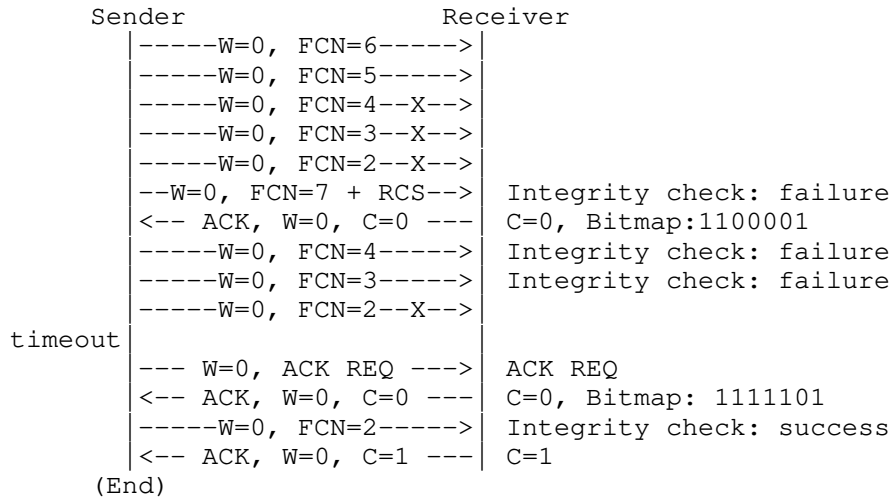 Sender Receiver
|-----W=0, FCN=6----->|
|-----W=0, FCN=5----->|
|-----W=0, FCN=4--X-->|
|-----W=0, FCN=3--X-->|
|-----W=0, FCN=2--X-->|
|--W=0, FCN=7 + RCS-->| Integrity check: failure
|<-- ACK, W=0, C=0 ---| C=0, Bitmap:1100001
|-----W=0, FCN=4----->| Integrity check: failure
|-----W=0, FCN=3----->| Integrity check: failure
|-----W=0, FCN=2--X-->|
timeout| |
|--- W=0, ACK REQ --->| ACK REQ
|<-- ACK, W=0, C=0 ---| C=0, Bitmap: 1111101
|-----W=0, FCN=2----->| Integrity check: success
|<-- ACK, W=0, C=1 ---| C=1
(End)